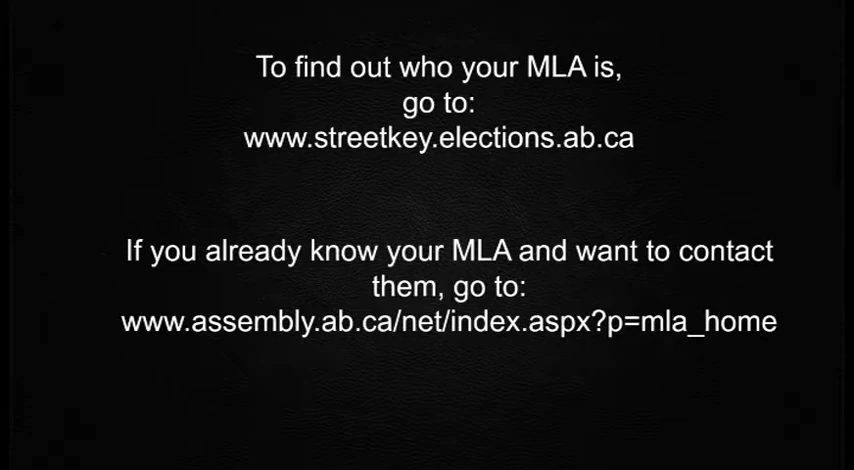 To find out who your MLA is,
go to:
www.streetkey.elections.ab.ca
If you already know your MLA and want to contact
them, go to:
www.assembly.ab.ca/net/index.aspx?p=mla_home